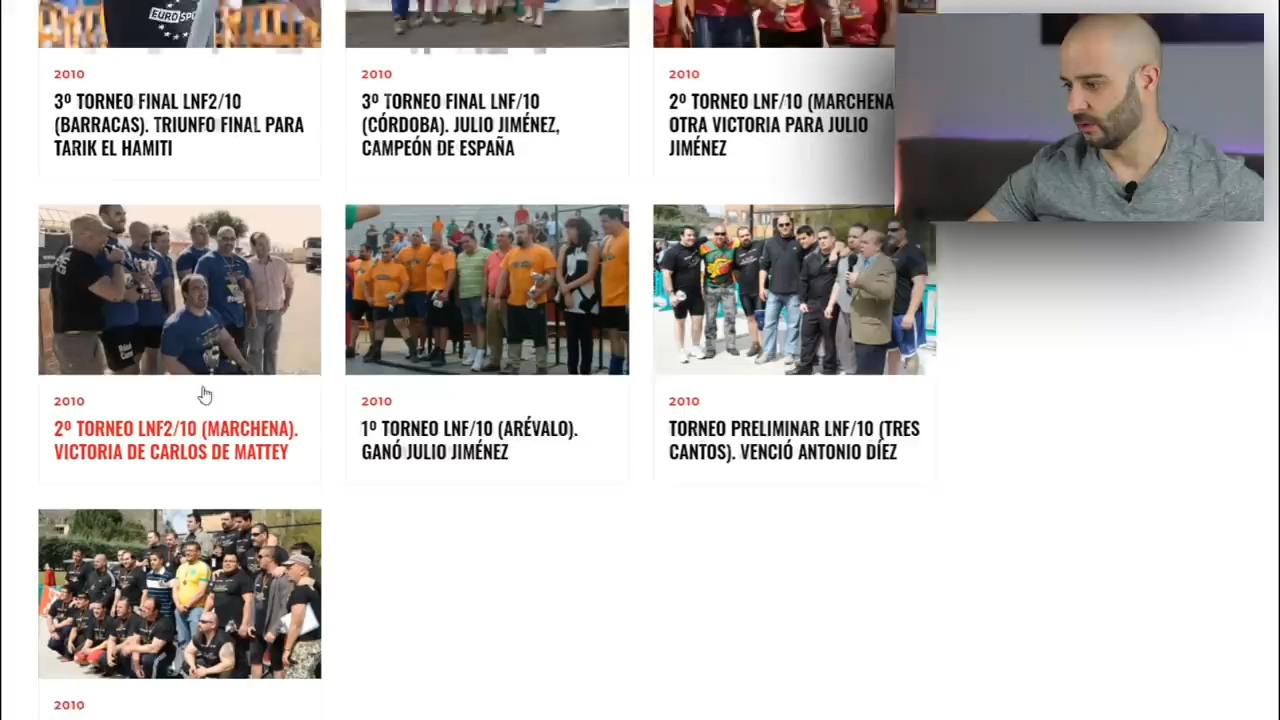 EUROSPO
2010
3º TORNEO FINAL LNF2/10
(BARRACAS). TRIUNFO FINAL PARA
TARIK EL HAMITI
2010
3º TORNEO FINAL LNF/10
(CÓRDOBA). JULIO JIMÉNEZ,
CAMPEÓN DE ESPAÑA
2010
2º TORNEO LNF/10 (MARCHENA
OTRA VICTORIA PARA JULIO
JIMÉNEZ
2010
2º TORNEO LNF2/10 (MARCHENA).
VICTORIA DE CARLOS DE MATTEY
2010
1º TORNEO LNF/10 (ARÉVALO).
GANÓ JULIO JIMÉNEZ
2010
TORNEO PRELIMINAR LNF/10 (TRES
CANTOS). VENCIÓ ANTONIO DÍEZ
2010